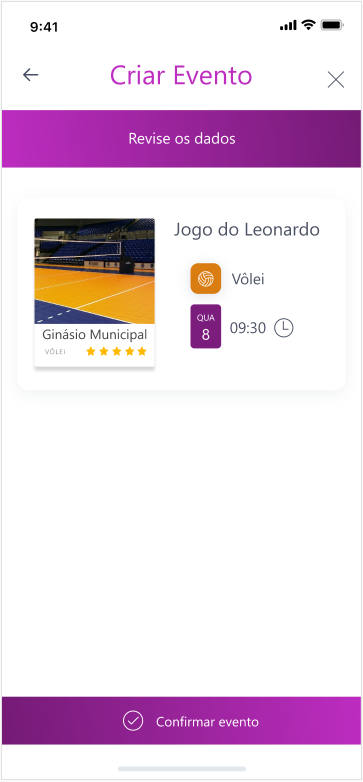 9:41
Criar Evento
Revise os dados
Jogo do Leonardo
Vôlei
QUA
8
09:30
Ginásio Municipal
VÔLEI
Confirmar evento